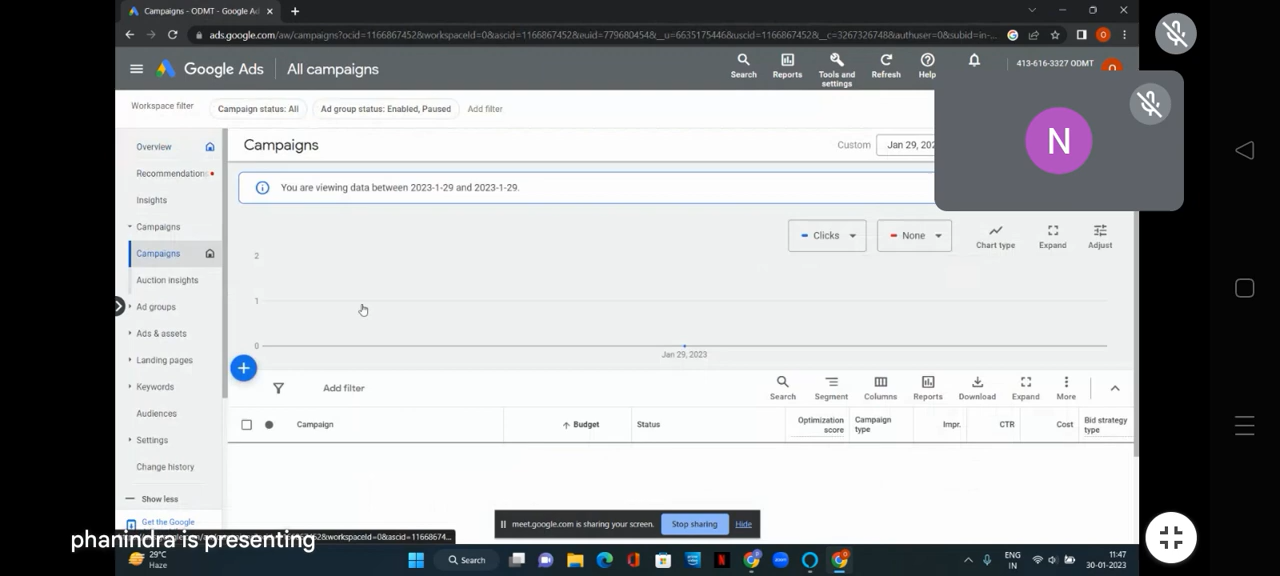 Campaigns - ODMT - Google Ad
ads.google.com/aw/campaigns?ocid=1166867452&workspaceId=0&ascid=1166867452&euid=779680454&__u=6635175446&uscid=1166867452&__c=3267326748&authuser=0&subid=in-...
Google Ads All campaigns
Search Reports Tools and settings Refresh Help
413-616-3327 ODMT
Workspace filter Campaign status: All Ad group status: Enabled, Paused Add filter
N
Overview
Recommendations
Insights
Campaigns
Campaigns
Auction insights
Ad groups
Ads & assets
Landing pages
Keywords
Audiences
Settings
Change history
Show less
Get the Google
Campaigns
Custom Jan 29, 202
You are viewing data between 2023-1-29 and 2023-1-29.
Clicks None Chart type Expand Adjust
2
1
0
Jan 29, 2023
Add filter
Search Segment Columns Reports Download Expand More
Campaign Budget Status Optimization score Campaign type Impr. CTR Cost Bid strategy type
meet.google.com is sharing your screen. Stop sharing Hide
phanindra is presenting
29°C
Haze
Search
ENG
IN
11:47
30-01-2023